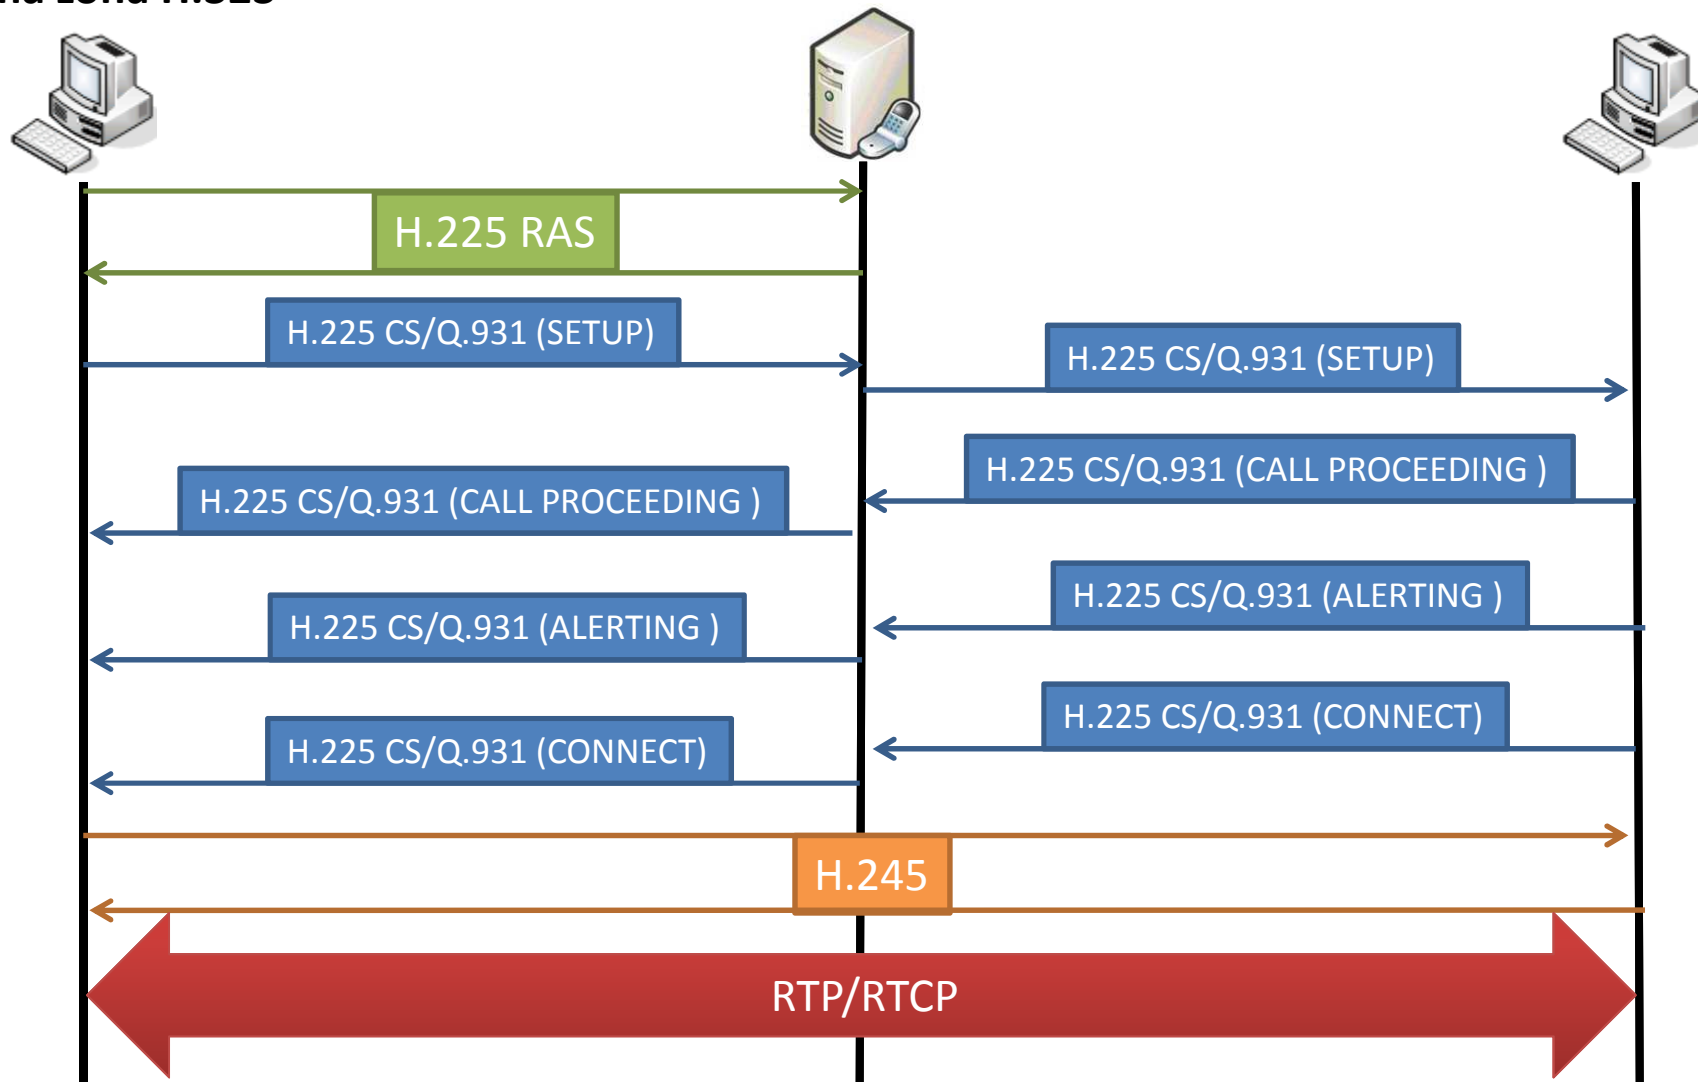 H.225 RAS
H.225 CS/Q.931 (SETUP)
H.225 CS/Q.931 (SETUP)
H.225 CS/Q.931 (CALL PROCEEDING )
H.225 CS/Q.931 (CALL PROCEEDING )
H.225 CS/Q.931 (ALERTING )
H.225 CS/Q.931 (ALERTING )
H.225 CS/Q.931 (CONNECT)
H.225 CS/Q.931 (CONNECT)
H.245
RTP/RTCP